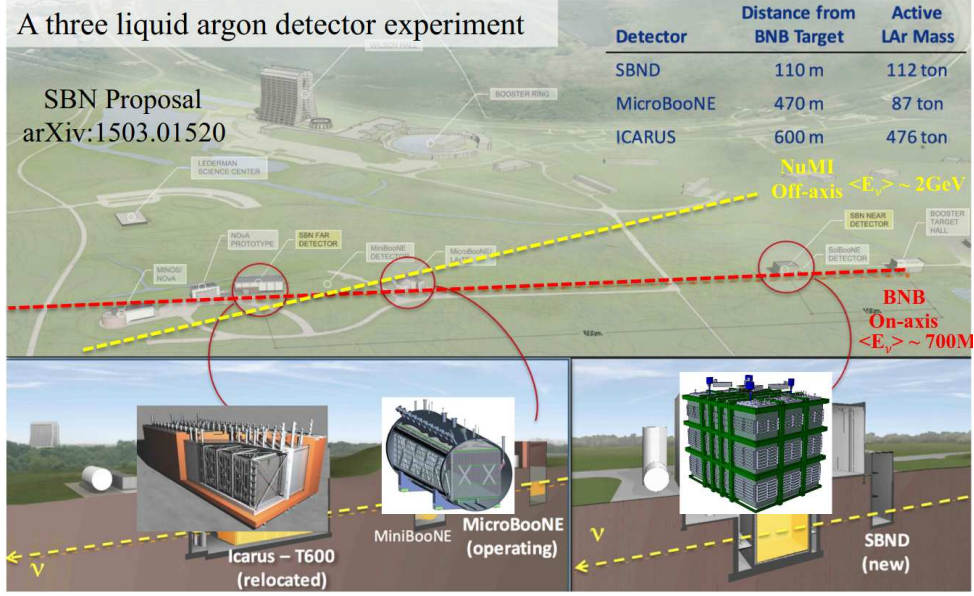 A three liquid argon detector experiment
SBN Proposal
arXiv:1503.01520
Detector
Distance from
BNB Target
Active
LAr Mass
SBND 110 m 112 ton
MicroBooNE 470 m 87 ton
ICARUS 600 m 476 ton
WILSON HALL
BOOSTER RING
LEDERMAN
SCIENCE CENTER
NuMI
Off-axis <Eν> ~ 2GeV
NOvA
PROTOTYPE
SBN FAR
DETECTOR
MiniBooNE
DETECTOR
MicroBooNE/
SBN NEAR
DETECTOR
SciBooNE
DETECTOR
BOOSTER
TARGET
HALL
MINOS/
NOvA
BNB
On-axis
<Eν> ~ 700M
Icarus – T600
(relocated)
MiniBooNE
MicroBooNE
(operating)
SBND
(new)
ν
ν